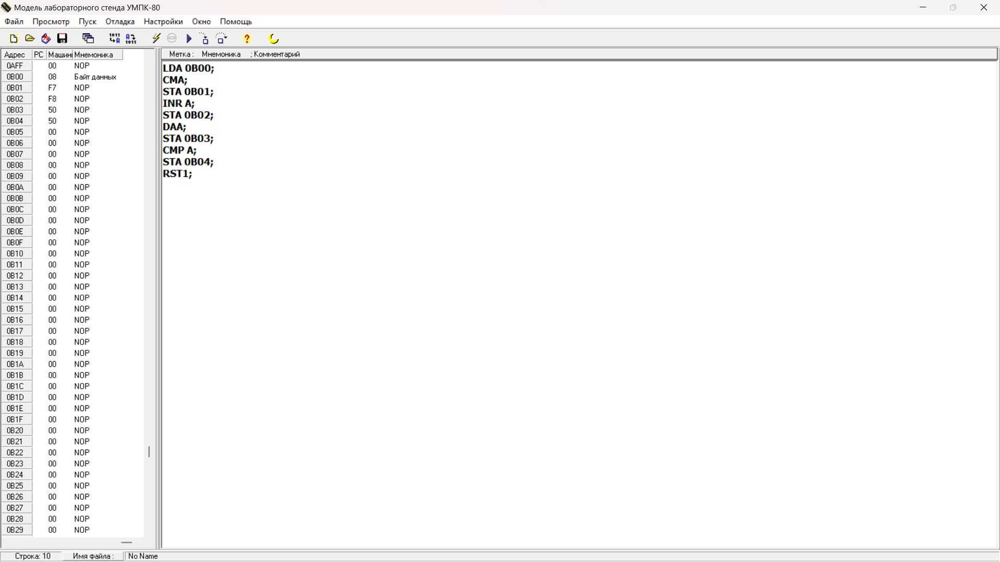 Модель лабораторного стенда УМПК-80
Файл Просмотр Пуск Отладка Настройки Окно Помощь
Адрес PC Машин Мнемоника
0AFF 00 NOP
0B00 08 Байт данных
0B01 F7 NOP
0B02 F8 NOP
0B03 50 NOP
0B04 50 NOP
0B05 00 NOP
0B06 00 NOP
0B07 00 NOP
0B08 00 NOP
0B09 00 NOP
0B0A 00 NOP
0B0B 00 NOP
0B0C 00 NOP
0B0D 00 NOP
0B0E 00 NOP
0B0F 00 NOP
0B10 00 NOP
0B11 00 NOP
0B12 00 NOP
0B13 00 NOP
0B14 00 NOP
0B15 00 NOP
0B16 00 NOP
0B17 00 NOP
0B18 00 NOP
0B19 00 NOP
0B1A 00 NOP
0B1B 00 NOP
0B1C 00 NOP
0B1D 00 NOP
0B1E 00 NOP
0B1F 00 NOP
0B20 00 NOP
0B21 00 NOP
0B22 00 NOP
0B23 00 NOP
0B24 00 NOP
0B25 00 NOP
0B26 00 NOP
0B27 00 NOP
0B28 00 NOP
0B29 00 NOP
Метка : Мнемоника ; Комментарий
LDA 0B00;
CMA;
STA 0B01;
INR A;
STA 0B02;
DAA;
STA 0B03;
CMP A;
STA 0B04;
RST1;
Строка: 10 Имя файла : No Name